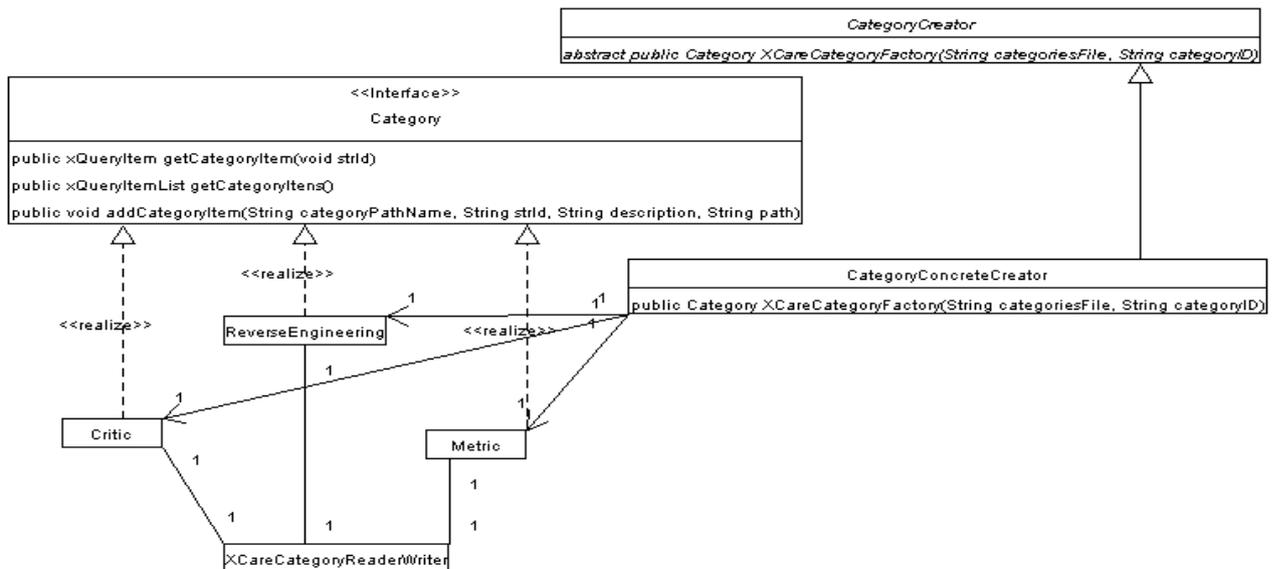 CategoryCreator
abstract public Category XCareCategoryFactory(String categoriesFile, String categoryID)
<<Interface>>
Category
public xQueryItem getCategoryItem(void strId)
public xQueryItemList getCategoryItens()
public void addCategoryItem(String categoryPathName, String strId, String description, String path)
<<realize>>
CategoryConcreteCreator
public Category XCareCategoryFactory(String categoriesFile, String categoryID)
1
1
1
<<realize>>
ReverseEngineering
<<realize>>
1
1
1
1
1
Critic
Metric
1
1
1
1
1
XCareCategoryReaderWriter